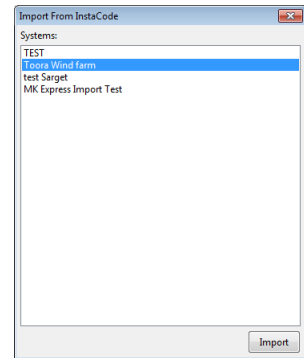 Import From InstaCode
Systems:
TEST
Toora Wind farm
test Sarget
MK Express Import Test
Import